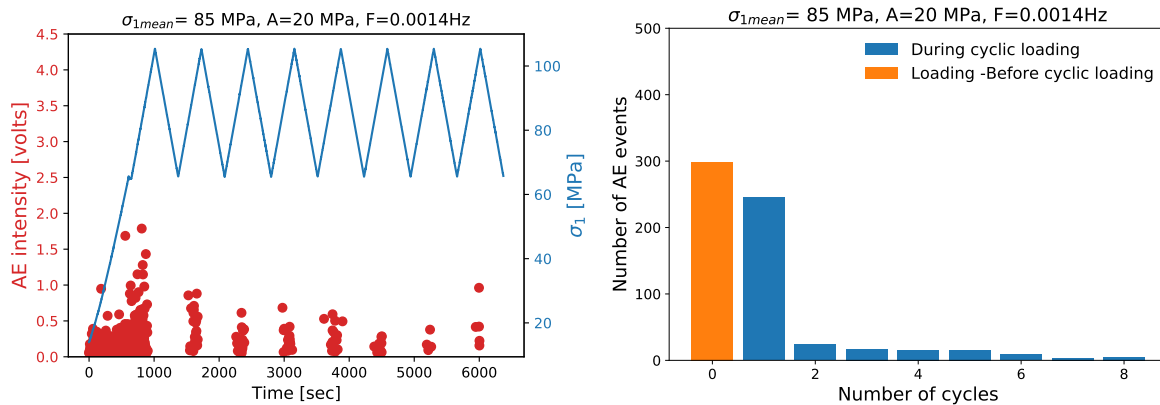 σ1mean= 85 MPa, A=20 MPa, F=0.0014Hz
AE intensity [volts]
4.5
4.0
3.5
3.0
2.5
2.0
1.5
1.0
0.5
0.0
0 1000 2000 3000 4000 5000 6000
Time [sec]
100
80
60
40
20
σ1 [MPa]
σ1mean= 85 MPa, A=20 MPa, F=0.0014Hz
Number of AE events
500
400
300
200
100
0
During cyclic loading
Loading -Before cyclic loading
0 2 4 6 8
Number of cycles